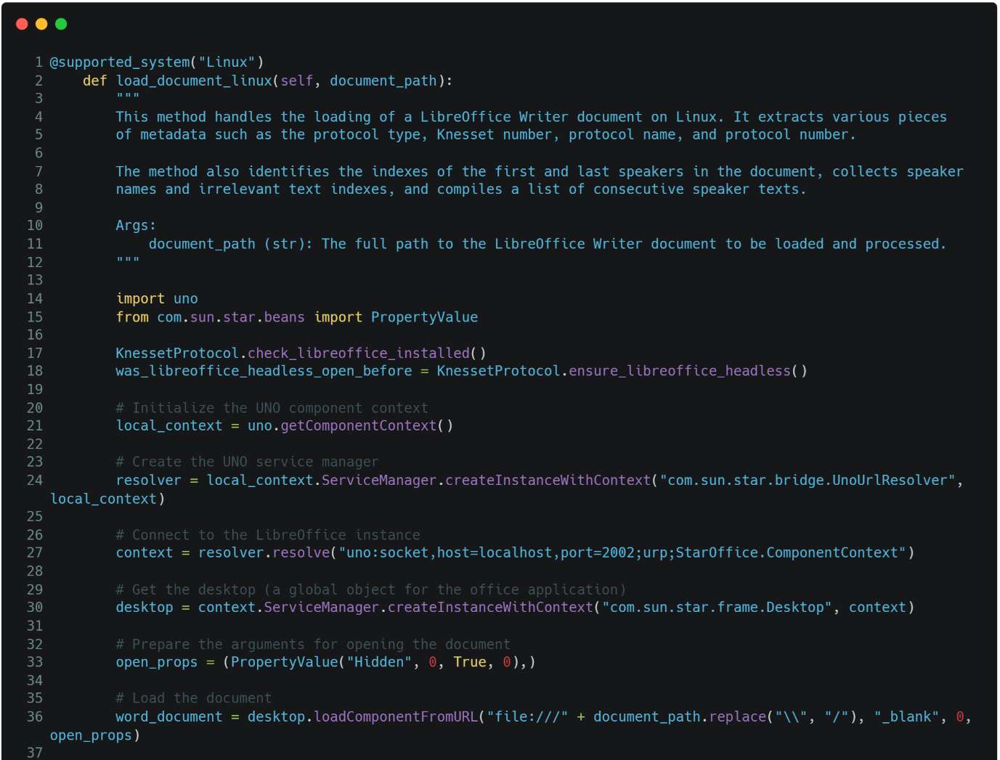 1 @supported_system("Linux")
2     def load_document_linux(self, document_path):
3         """
4         This method handles the loading of a LibreOffice Writer document on Linux. It extracts various pieces
5         of metadata such as the protocol type, Knesset number, protocol name, and protocol number.
6
7         The method also identifies the indexes of the first and last speakers in the document, collects speaker
8         names and irrelevant text indexes, and compiles a list of consecutive speaker texts.
9
10         Args:
11             document_path (str): The full path to the LibreOffice Writer document to be loaded and processed.
12         """
13
14         import uno
15         from com.sun.star.beans import PropertyValue
16
17         KnessetProtocol.check_libreoffice_installed()
18         was_libreoffice_headless_open_before = KnessetProtocol.ensure_libreoffice_headless()
19
20         # Initialize the UNO component context
21         local_context = uno.getComponentContext()
22
23         # Create the UNO service manager
24         resolver = local_context.ServiceManager.createInstanceWithContext("com.sun.star.bridge.UnoUrlResolver",
local_context)
25
26         # Connect to the LibreOffice instance
27         context = resolver.resolve("uno:socket,host=localhost,port=2002;urp;StarOffice.ComponentContext")
28
29         # Get the desktop (a global object for the office application)
30         desktop = context.ServiceManager.createInstanceWithContext("com.sun.star.frame.Desktop", context)
31
32         # Prepare the arguments for opening the document
33         open_props = (PropertyValue("Hidden", 0, True, 0),)
34
35         # Load the document
36         word_document = desktop.loadComponentFromURL("file:///" + document_path.replace("\\", "/"), "_blank", 0,
open_props)
37